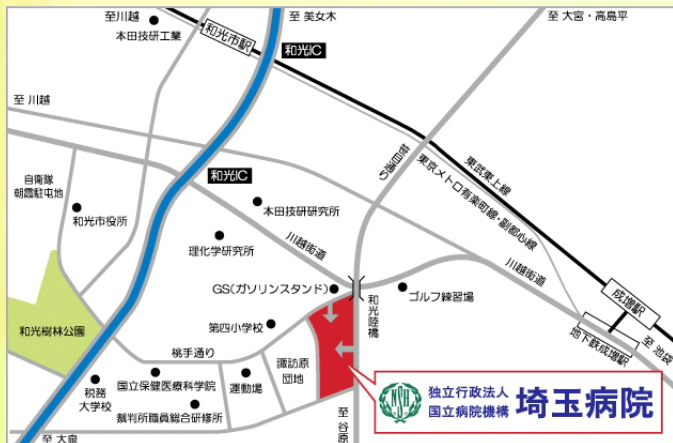 至川越
本田技研工業
和光市駅
至 美女木
和光IC
至 大宮・高島平
至 川越
自衛隊
朝霞駐屯地
和光市役所
和光IC
本田技研研究所
理化学研究所
川越街道
笹目通り
東武東上線
東京メトロ有楽町線・副都心線
川越街道
GS(ガソリンスタンド)
和光陸橋
ゴルフ練習場
成増駅
地下鉄成増駅
至 池袋
和光樹林公園
第四小学校
桃手通り
諏訪原
団地
税務
大学校
国立保健医療科学院
運動場
裁判所職員総合研修所
至 大泉
至 谷原
NSH
独立行政法人
国立病院機構
埼玉病院